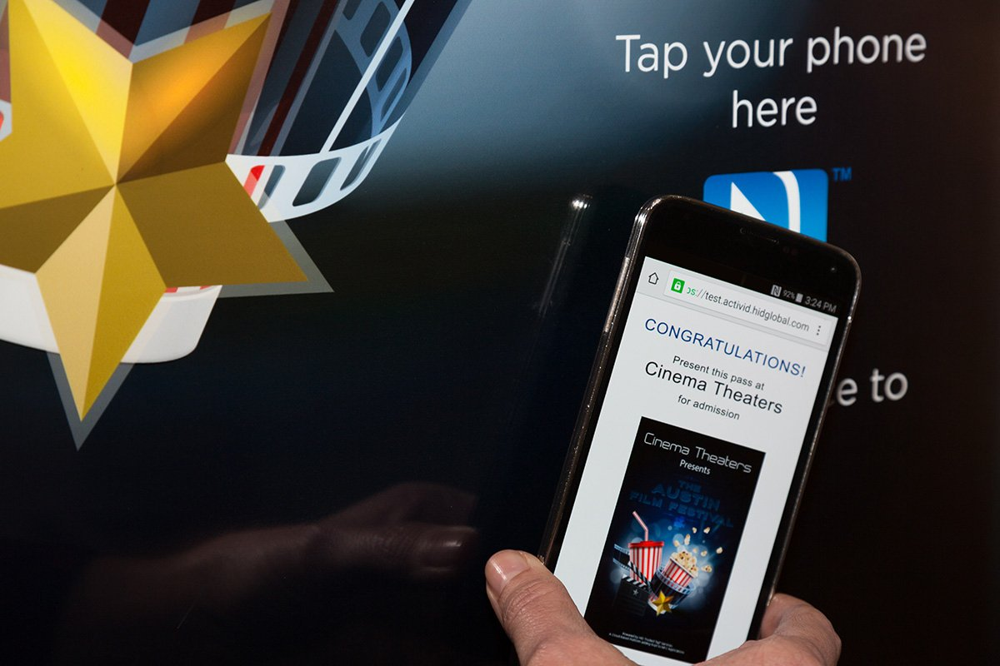 Tap your phone
here
TM
92% 3:24 PM
ps://test.activid.hidglobal.com
CONGRATULATIONS!
Present this pass at
Cinema Theaters
for admission
e to
Cinema Theaters
Presents
THE
AUSTIN
FILM FESTIVAL